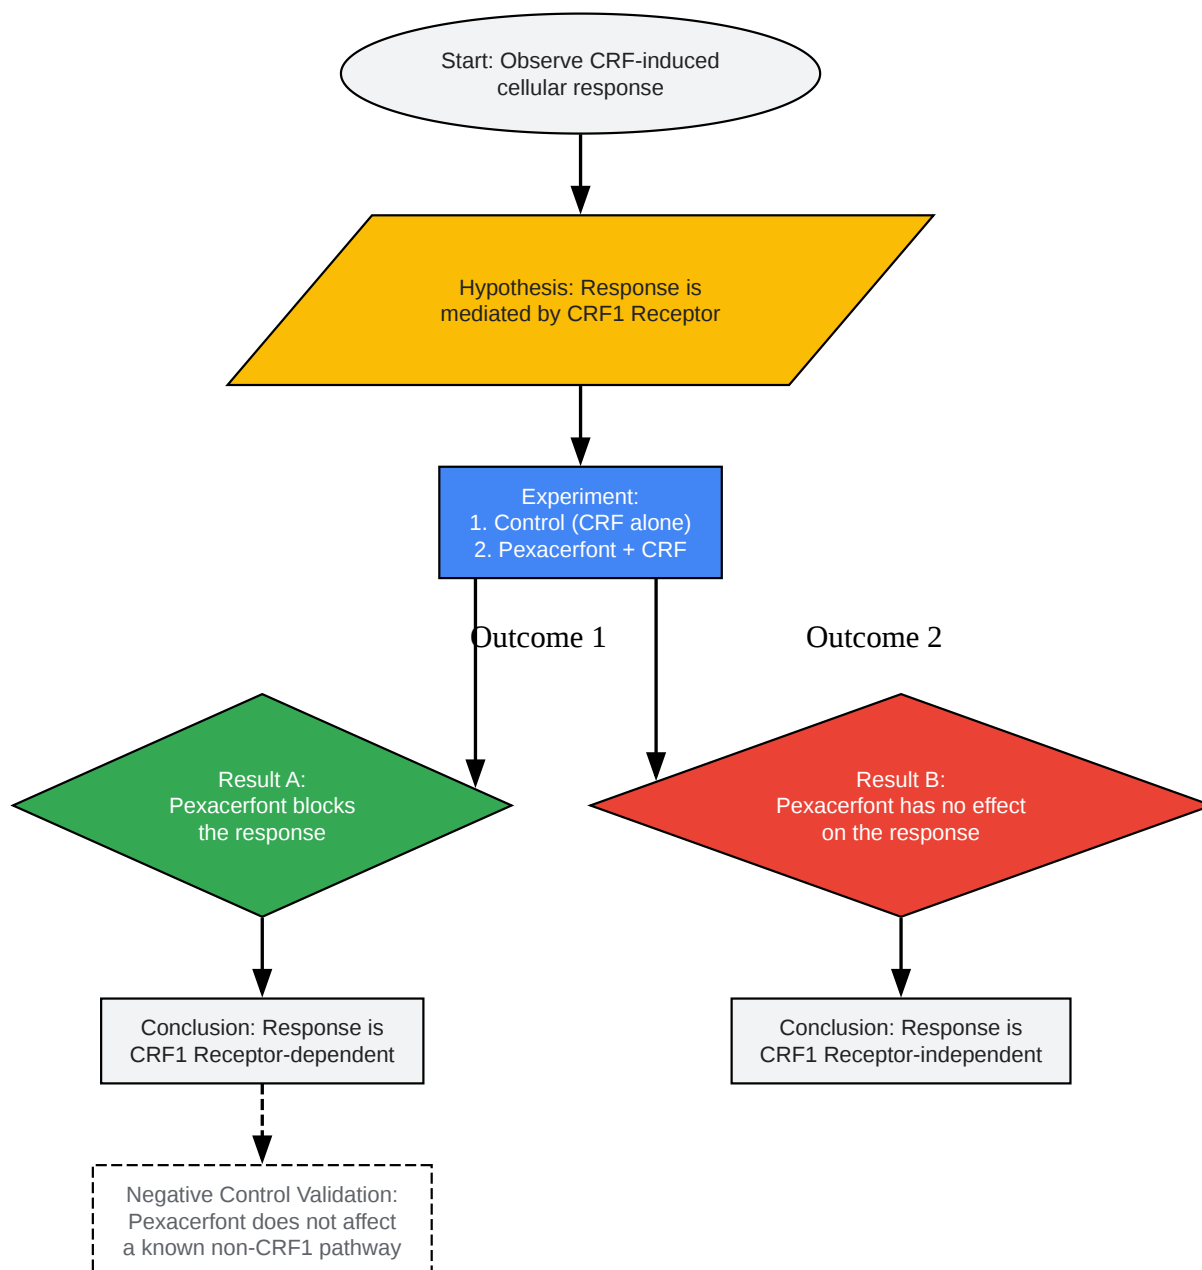 Start: Observe CRF-induced
cellular response
Hypothesis: Response is
mediated by CRF1 Receptor
Experiment:
1. Control (CRF alone)
2. Pexacerfont + CRF
Outcome 1
Outcome 2
Result A:
Pexacerfont blocks
the response
Result B:
Pexacerfont has no effect
on the response
Conclusion: Response is
CRF1 Receptor-dependent
Conclusion: Response is
CRF1 Receptor-independent
Negative Control Validation:
Pexacerfont does not affect
a known non-CRF1 pathway